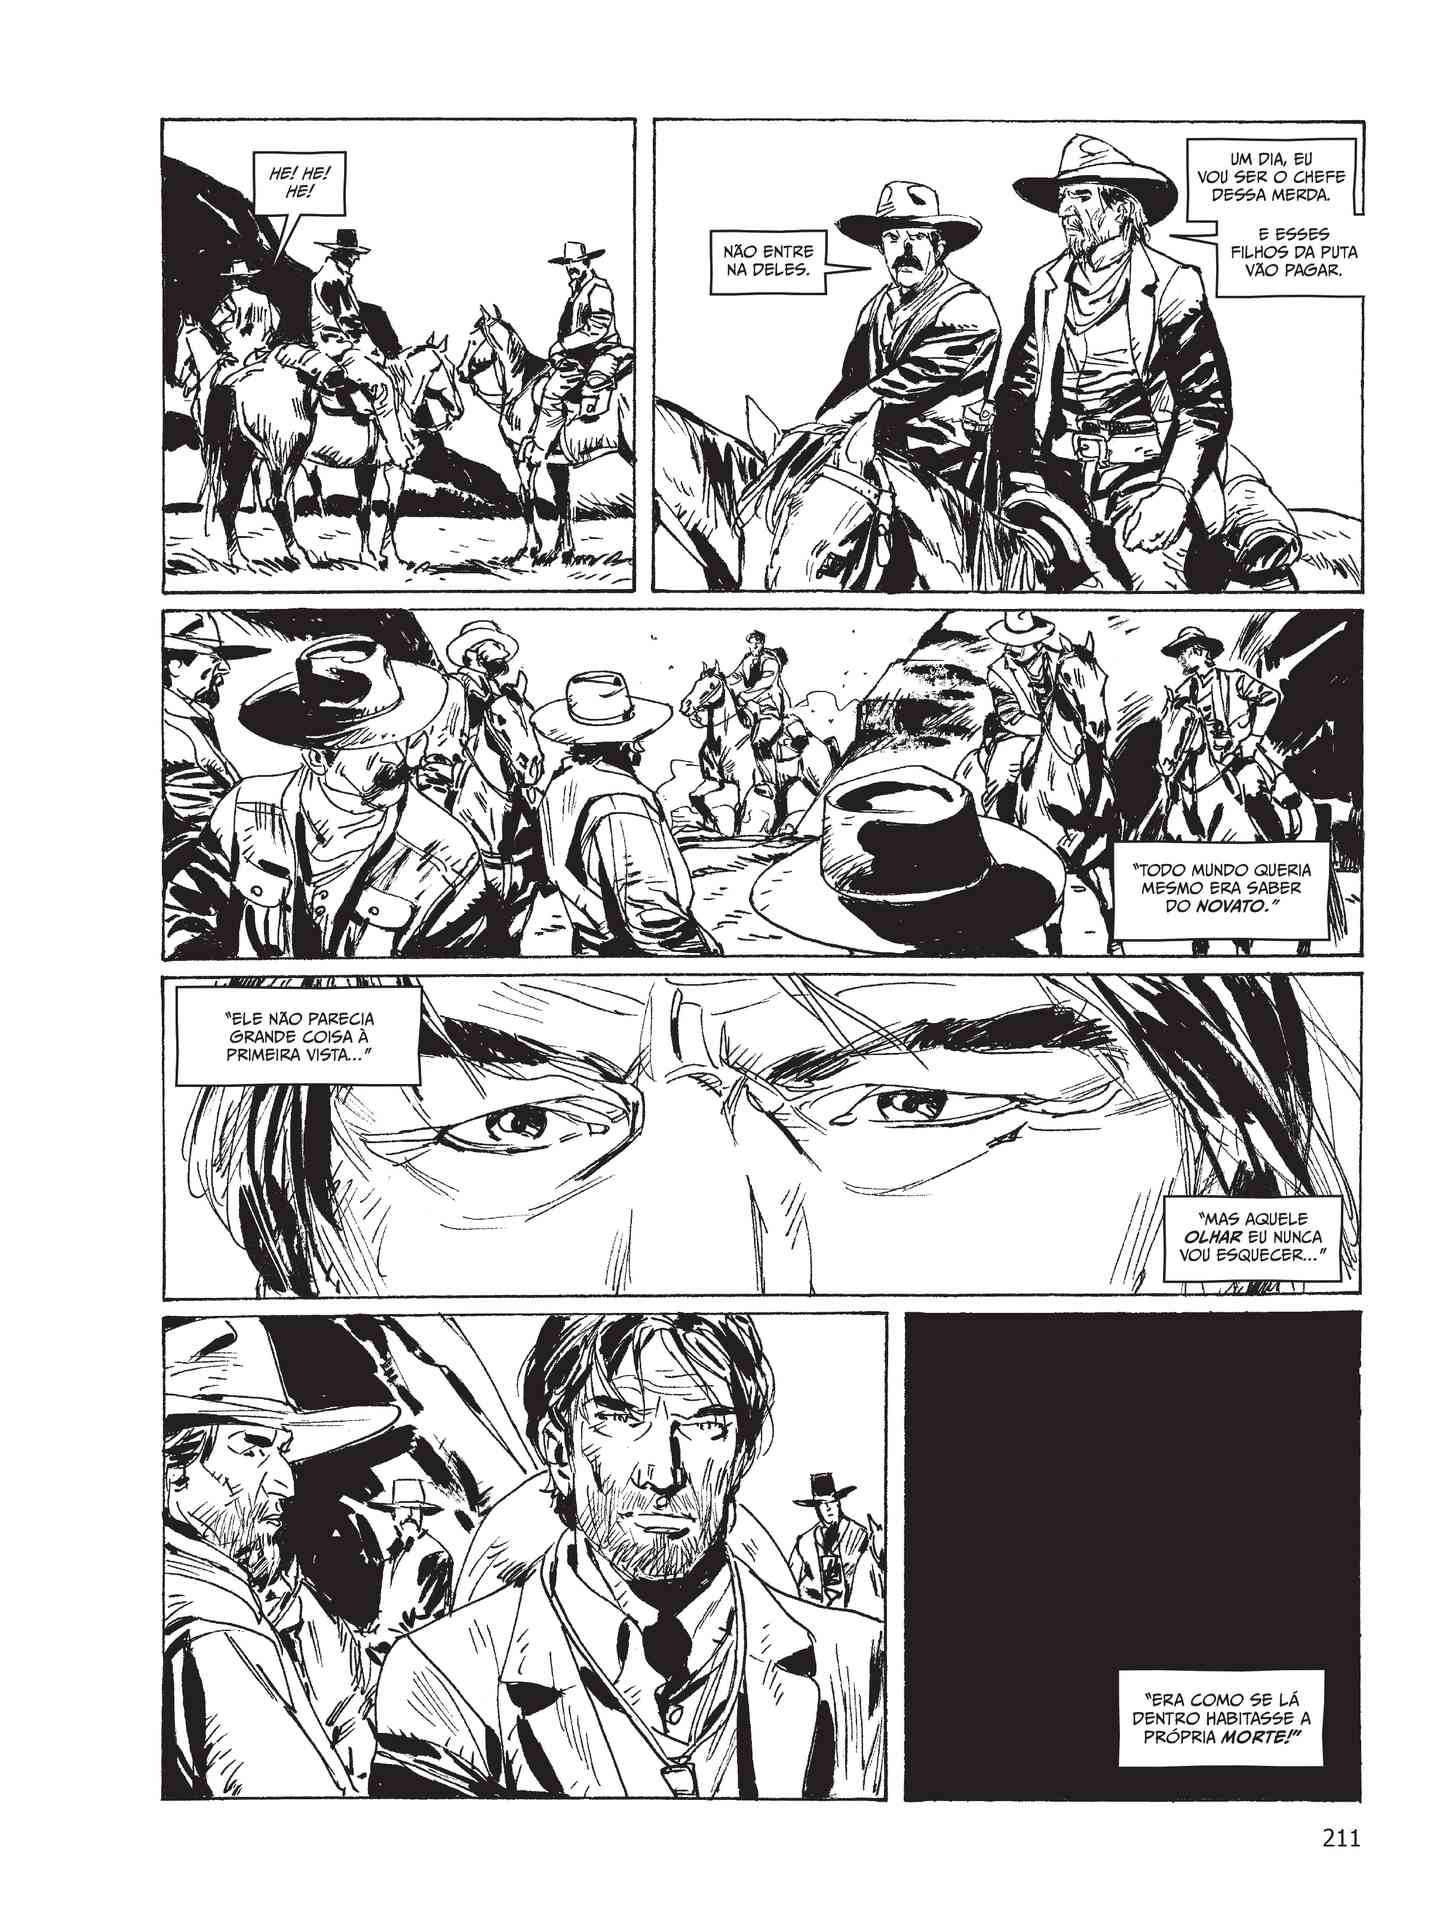 HE! HE!
HE!
NÃO ENTRE
NA DELES.
UM DIA, EU
VOU SER O CHEFE
DESSA MERDA.
E ESSES
FILHOS DA PUTA
VÃO PAGAR.
"TODO MUNDO QUERIA
MESMO ERA SABER
DO NOVATO."
"ELE NÃO PARECIA
GRANDE COISA À
PRIMEIRA VISTA..."
"MAS AQUELE
OLHAR EU NUNCA
VOU ESQUECER..."
"ERA COMO SE LÁ
DENTRO HABITASSE A
PRÓPRIA MORTE!"
211